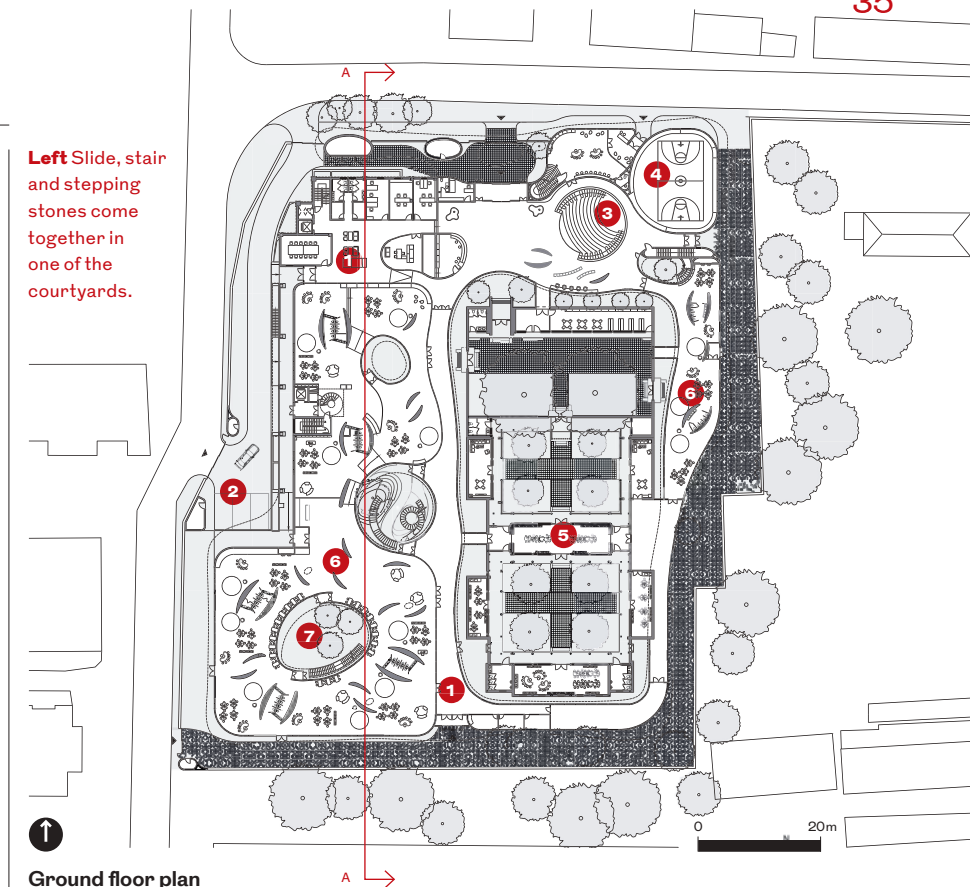 35
A
Left Slide, stair
and stepping
stones come
together in
one of the
courtyards.
4
3
1
6
2
5
6
7
1
0
20m
N
Ground floor plan
A